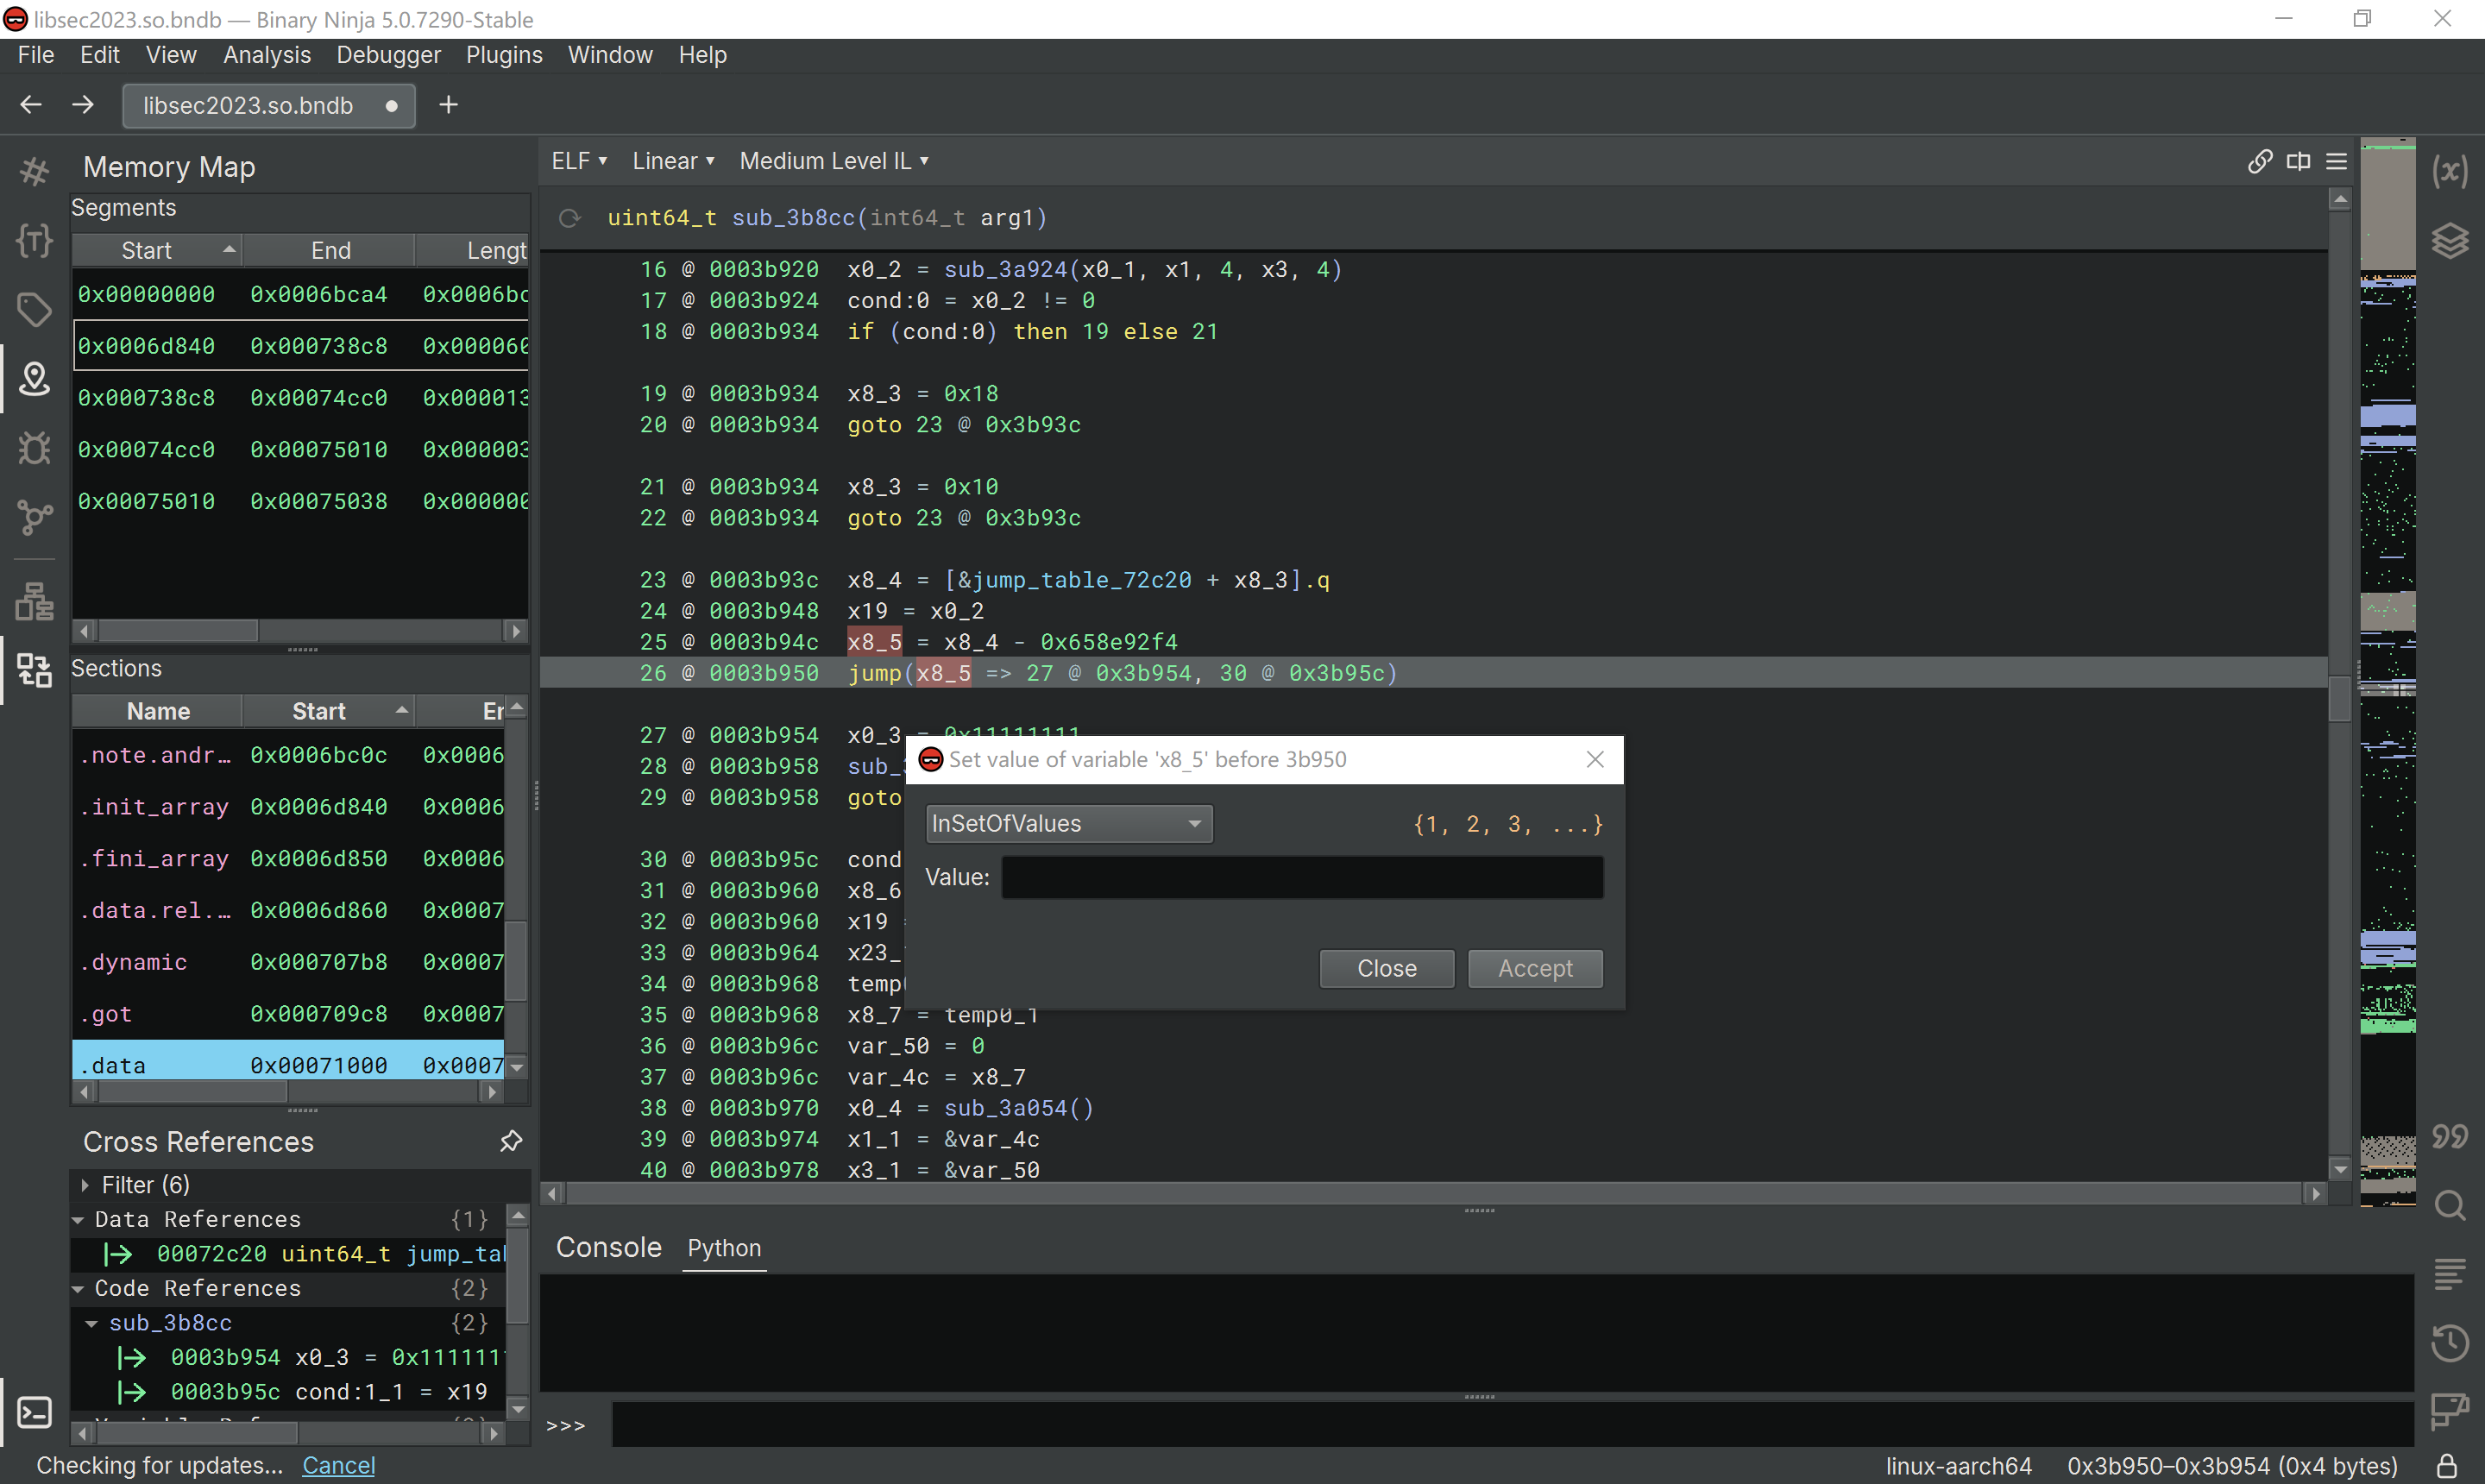 libsec2023.so.bndb — Binary Ninja 5.0.7290-Stable
File Edit View Analysis Debugger Plugins Window Help
libsec2023.so.bndb
Memory Map
Segments
Start End Lengt
0x00000000 0x0006bca4 0x0006bc
0x0006d840 0x000738c8 0x000060
0x000738c8 0x00074cc0 0x000013
0x00074cc0 0x00075010 0x000003
0x00075010 0x00075038 0x000000
Sections
Name Start Er
.note.andr… 0x0006bc0c 0x0006
.init_array 0x0006d840 0x0006
.fini_array 0x0006d850 0x0006
.data.rel.… 0x0006d860 0x0007
.dynamic 0x000707b8 0x0007
.got 0x000709c8 0x0007
.data 0x00071000 0x0007
Cross References
Filter (6)
Data References {1}
00072c20 uint64_t jump_tal
Code References {2}
sub_3b8cc {2}
0003b954 x0_3 = 0x111111
0003b95c cond:1_1 = x19
ELF Linear Medium Level IL
uint64_t sub_3b8cc(int64_t arg1)
16 @ 0003b920 x0_2 = sub_3a924(x0_1, x1, 4, x3, 4)
17 @ 0003b924 cond:0 = x0_2 != 0
18 @ 0003b934 if (cond:0) then 19 else 21
19 @ 0003b934 x8_3 = 0x18
20 @ 0003b934 goto 23 @ 0x3b93c
21 @ 0003b934 x8_3 = 0x10
22 @ 0003b934 goto 23 @ 0x3b93c
23 @ 0003b93c x8_4 = [&jump_table_72c20 + x8_3].q
24 @ 0003b948 x19 = x0_2
25 @ 0003b94c x8_5 = x8_4 - 0x658e92f4
26 @ 0003b950 jump(x8_5 => 27 @ 0x3b954, 30 @ 0x3b95c)
27 @ 0003b954 x0_3 = 0x11111111
28 @ 0003b958 sub_
29 @ 0003b958 goto
30 @ 0003b95c cond
31 @ 0003b960 x8_6
32 @ 0003b960 x19
33 @ 0003b964 x23_
34 @ 0003b968 temp
35 @ 0003b968 x8_7 = temp0_1
36 @ 0003b96c var_50 = 0
37 @ 0003b96c var_4c = x8_7
38 @ 0003b970 x0_4 = sub_3a054()
39 @ 0003b974 x1_1 = &var_4c
40 @ 0003b978 x3_1 = &var_50
Set value of variable 'x8_5' before 3b950
InSetOfValues {1, 2, 3, ...}
Value:
Close Accept
Console Python
>>>
Checking for updates... Cancel
linux-aarch64 0x3b950–0x3b954 (0x4 bytes)